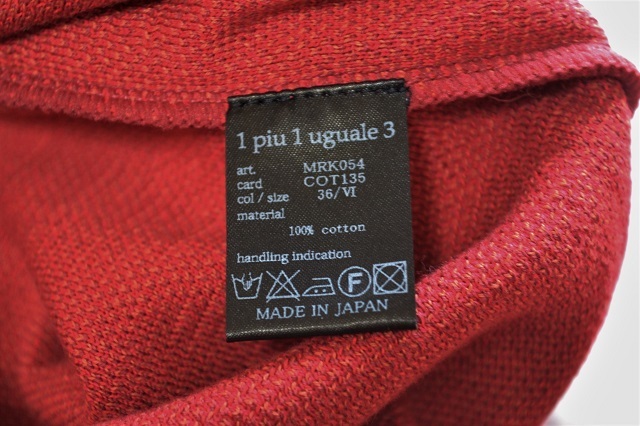 1 piu 1 uguale 3
art. MRK054
card COT135
col / size 36/VI
material
100% cotton
handling indication
F
MADE IN JAPAN